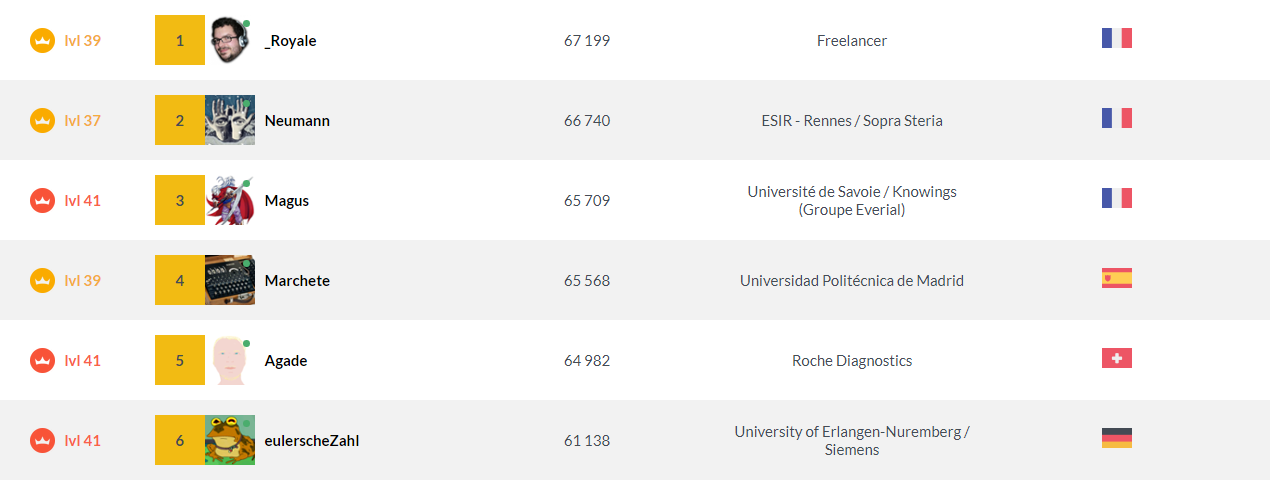 lvl 39 1 _Royale 67 199 Freelancer
lvl 37 2 Neumann 66 740 ESIR - Rennes / Sopra Steria
lvl 41 3 Magus 65 709 Université de Savoie / Knowings
(Groupe Everial)
lvl 39 4 Marchete 65 568 Universidad Politécnica de Madrid
lvl 41 5 Agade 64 982 Roche Diagnostics
lvl 41 6 eulerscheZahl 61 138 University of Erlangen-Nuremberg /
Siemens